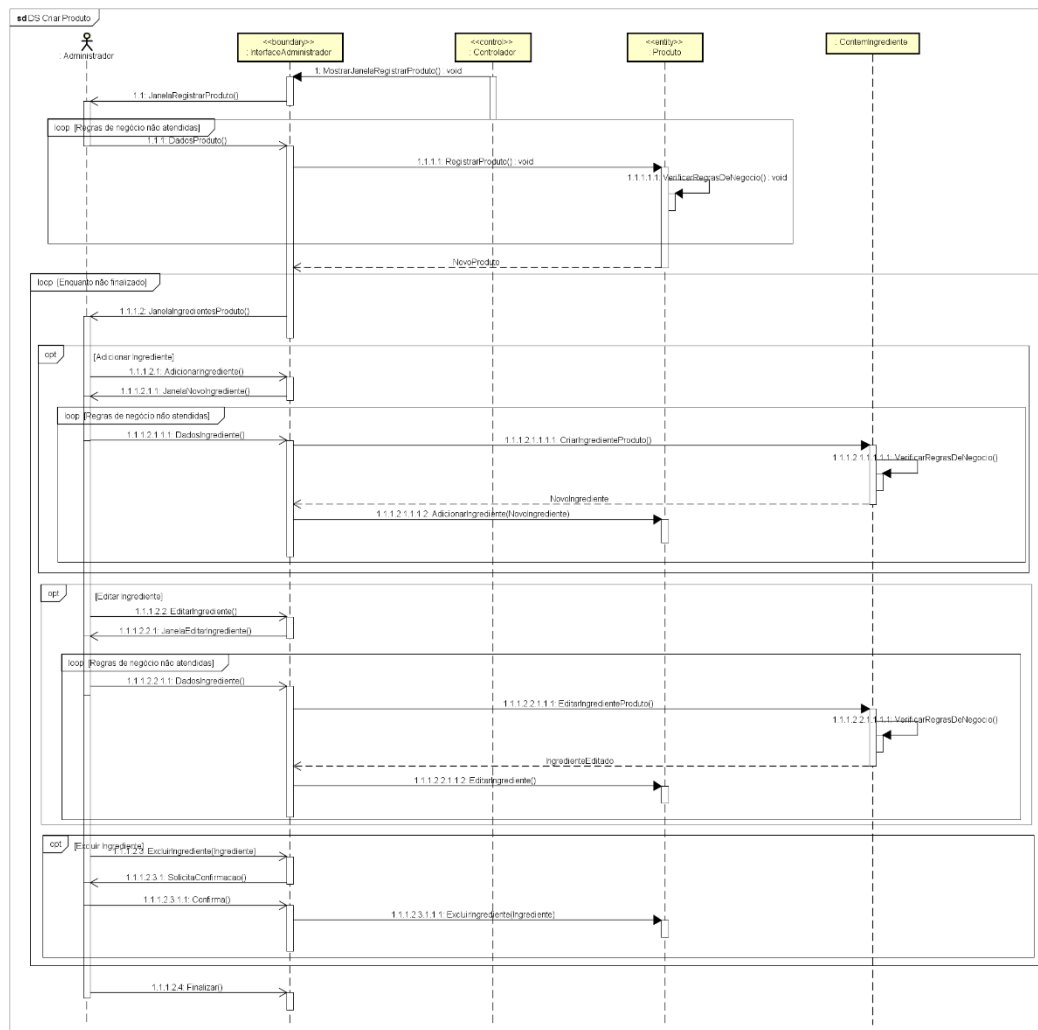 sd DS Criar Produto
: Administrador
<<boundary>>
: InterfaceAdministrador
<<control>>
: Controlador
<<entity>>
: Produto
: ContemIngrediente
1: MostrarJanelaRegistrarProduto() : void
1.1: JanelaRegistrarProduto()
loop [Regras de negócio não atendidas]
1.1.1: DadosProduto()
1.1.1.1: RegistrarProduto() : void
1.1.1.1.1: VerificarRegrasDeNegocio() : void
NovoProduto
loop [Enquanto não finalizado]
1.1.1.2: JanelaIngredientesProduto()
opt [Adicionar Ingrediente]
1.1.1.2.1: AdicionarIngrediente()
1.1.1.2.1.1: JanelaNovoIngrediente()
loop [Regras de negócio não atendidas]
1.1.1.2.1.1.1: DadosIngrediente()
1.1.1.2.1.1.1.1: CriarIngredienteProduto()
1.1.1.2.1.1.1.1.1: VerificarRegrasDeNegocio()
NovoIngrediente
1.1.1.2.1.1.1.2: AdicionarIngrediente(NovoIngrediente)
opt [Editar Ingrediente]
1.1.1.2.2: EditarIngrediente()
1.1.1.2.2.1: JanelaEditarIngrediente()
loop [Regras de negócio não atendidas]
1.1.1.2.2.1.1: DadosIngrediente()
1.1.1.2.2.1.1.1: EditarIngredienteProduto()
1.1.1.2.2.1.1.1.1: VerificarRegrasDeNegocio()
IngredienteEditado
1.1.1.2.2.1.1.2: EditarIngrediente()
opt [Excluir Ingrediente]
1.1.1.2.3: ExcluirIngrediente(Ingrediente)
1.1.1.2.3.1: SolicitaConfirmacao()
1.1.1.2.3.1.1: Confirma()
1.1.1.2.3.1.1.1: ExcluirIngrediente(Ingrediente)
1.1.1.2.4: Finalizar()